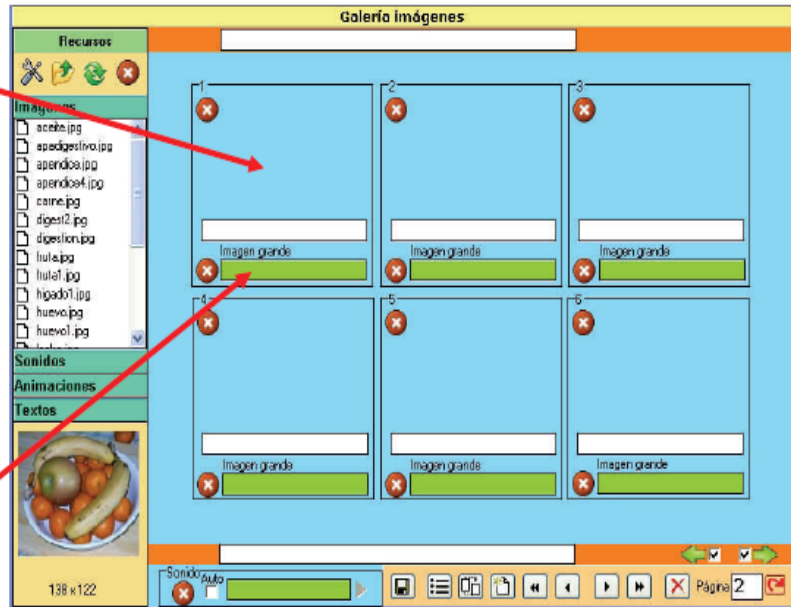 Galería imágenes
Recursos
Imágenes
aceite.jpg
apadigestivo.jpg
apendice.jpg
apendice4.jpg
carne.jpg
digest2.jpg
digestion.jpg
fruta.jpg
fruta1.jpg
higado1.jpg
huevo.jpg
huevo1.jpg
Sonidos
Animaciones
Textos
138 x 122
1
2
3
Imagen grande
Imagen grande
Imagen grande
4
5
6
Imagen grande
Imagen grande
Imagen grande
Sonido
Auto
Página 2